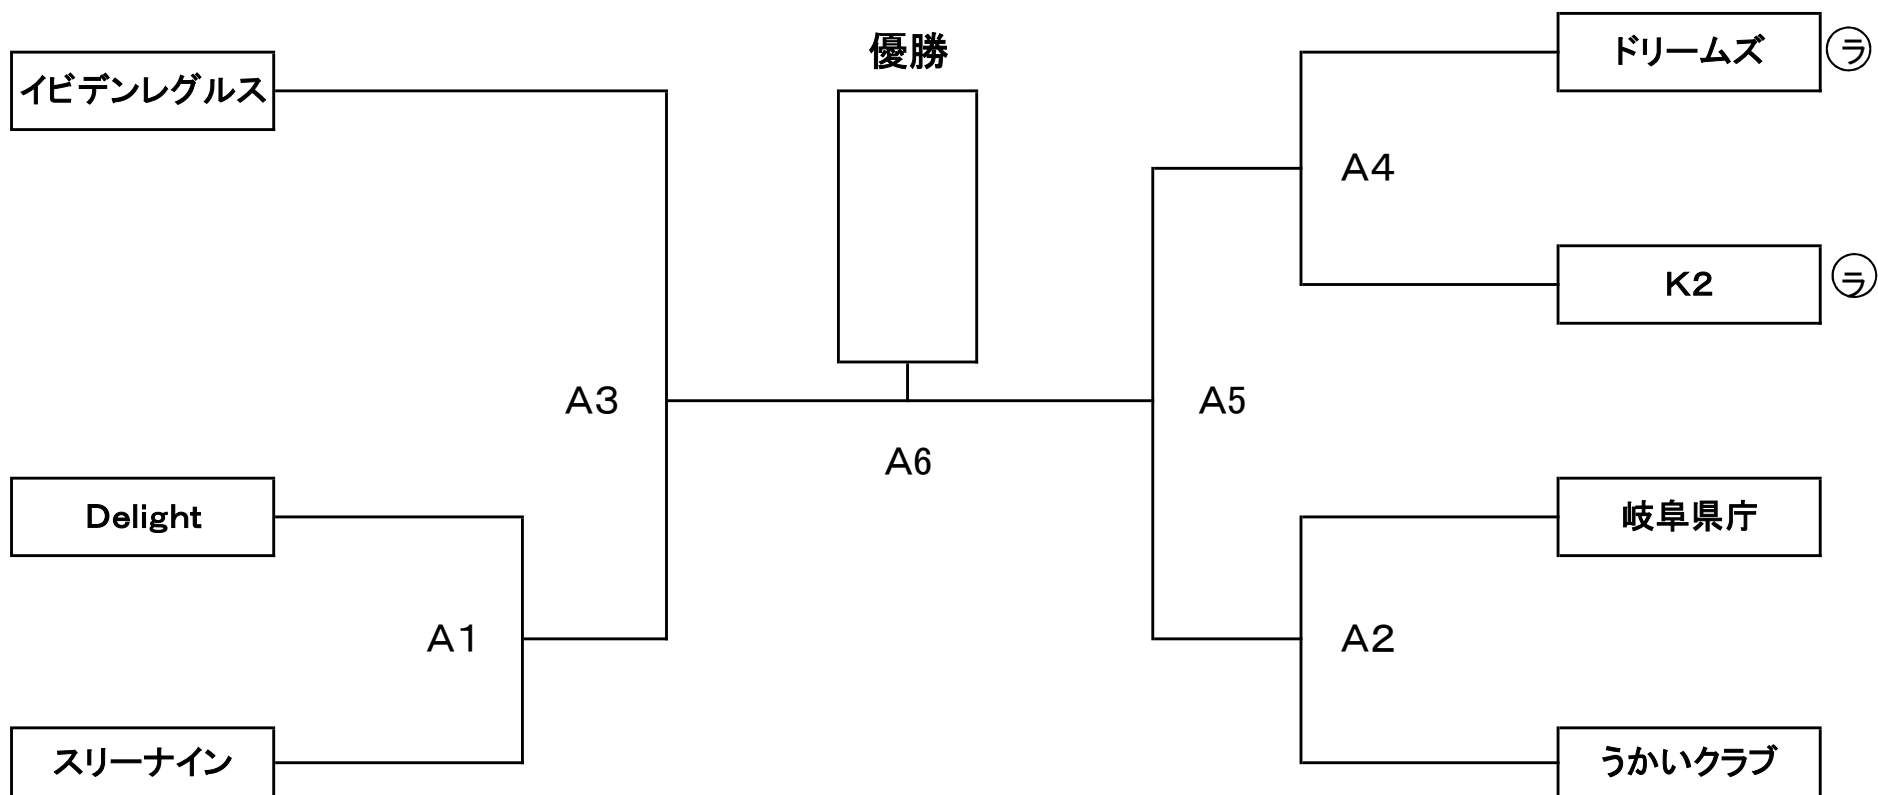 優勝
イビデンレグルス
ドリームズ
㋶
A4
K2
㋶
A3
A5
A6
Delight
岐阜県庁
A1
A2
スリーナイン
うかいクラブ